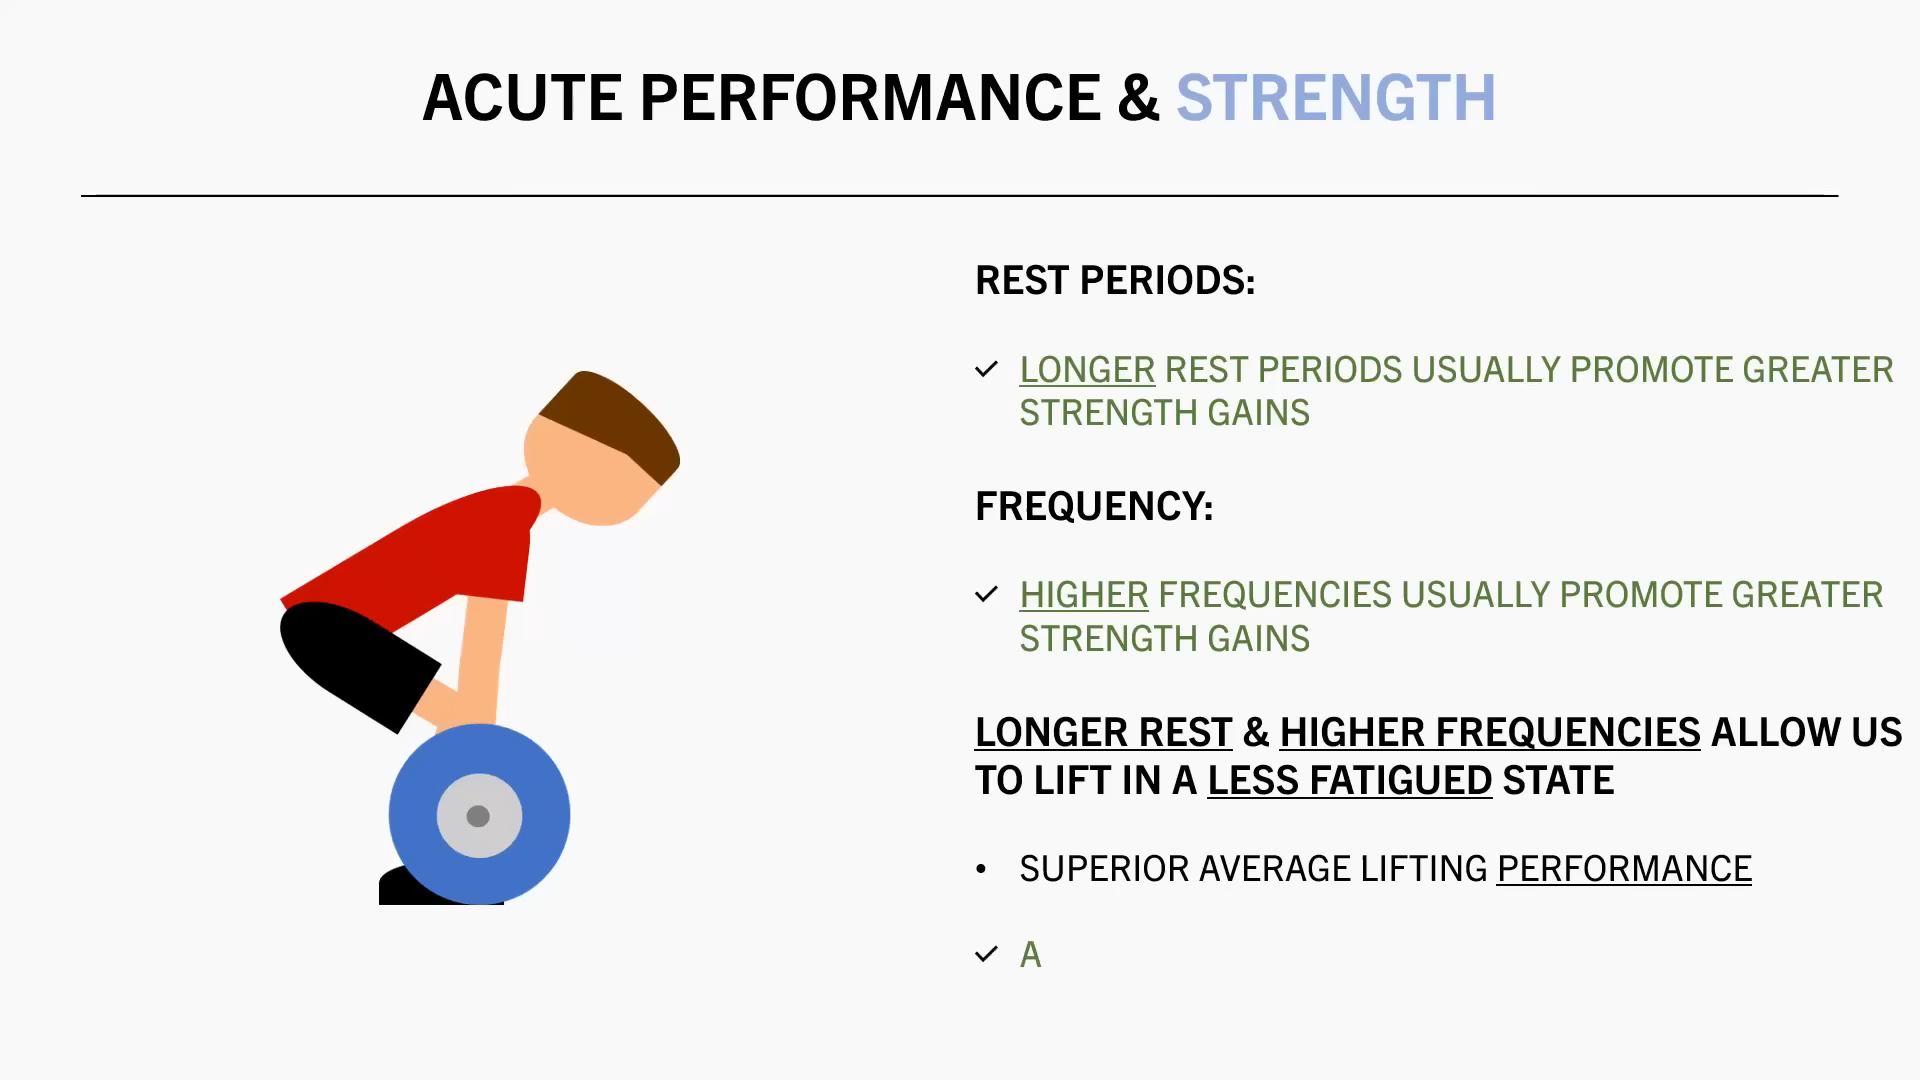 ACUTE PERFORMANCE & STRENGTH
REST PERIODS:
✓ LONGER REST PERIODS USUALLY PROMOTE GREATER
STRENGTH GAINS
FREQUENCY:
✓ HIGHER FREQUENCIES USUALLY PROMOTE GREATER
STRENGTH GAINS
LONGER REST & HIGHER FREQUENCIES ALLOW US
TO LIFT IN A LESS FATIGUED STATE
• SUPERIOR AVERAGE LIFTING PERFORMANCE
✓ A